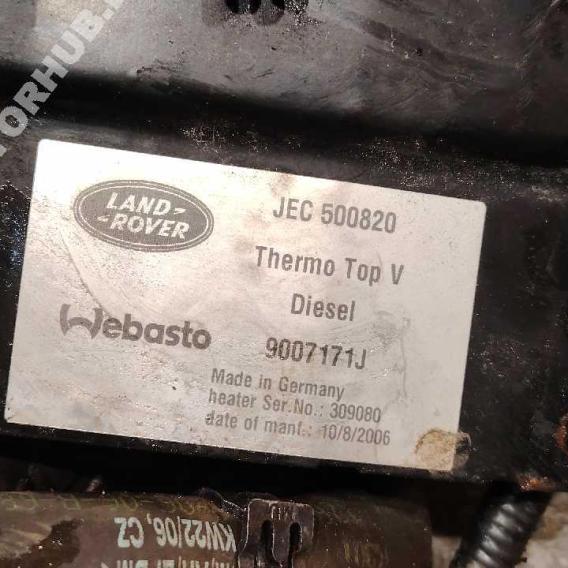 LAND ROVER
JEC 500820
Thermo Top V
Diesel
Webasto
9007171J
Made in Germany
heater Ser.No.: 309080
date of manf.: 10/8/2006
KW22/06, CZ